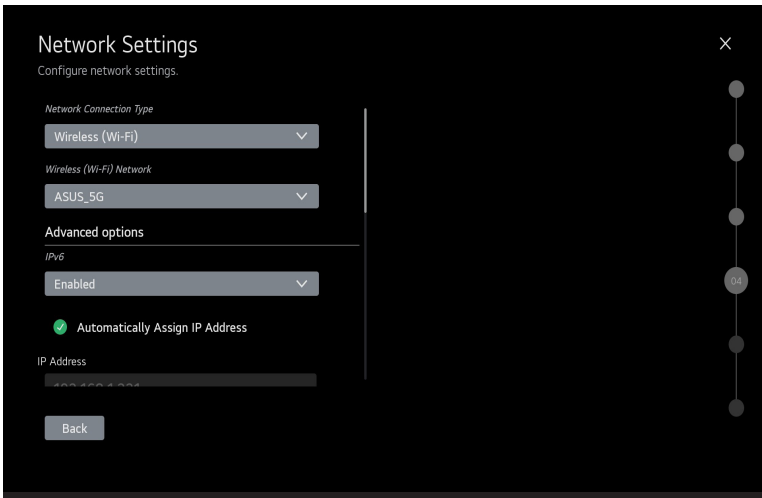 Network Settings
Configure network settings.
Network Connection Type
Wireless (Wi-Fi)
Wireless (Wi-Fi) Network
ASUS_5G
Advanced options
IPv6
Enabled
Automatically Assign IP Address
IP Address
04
Back